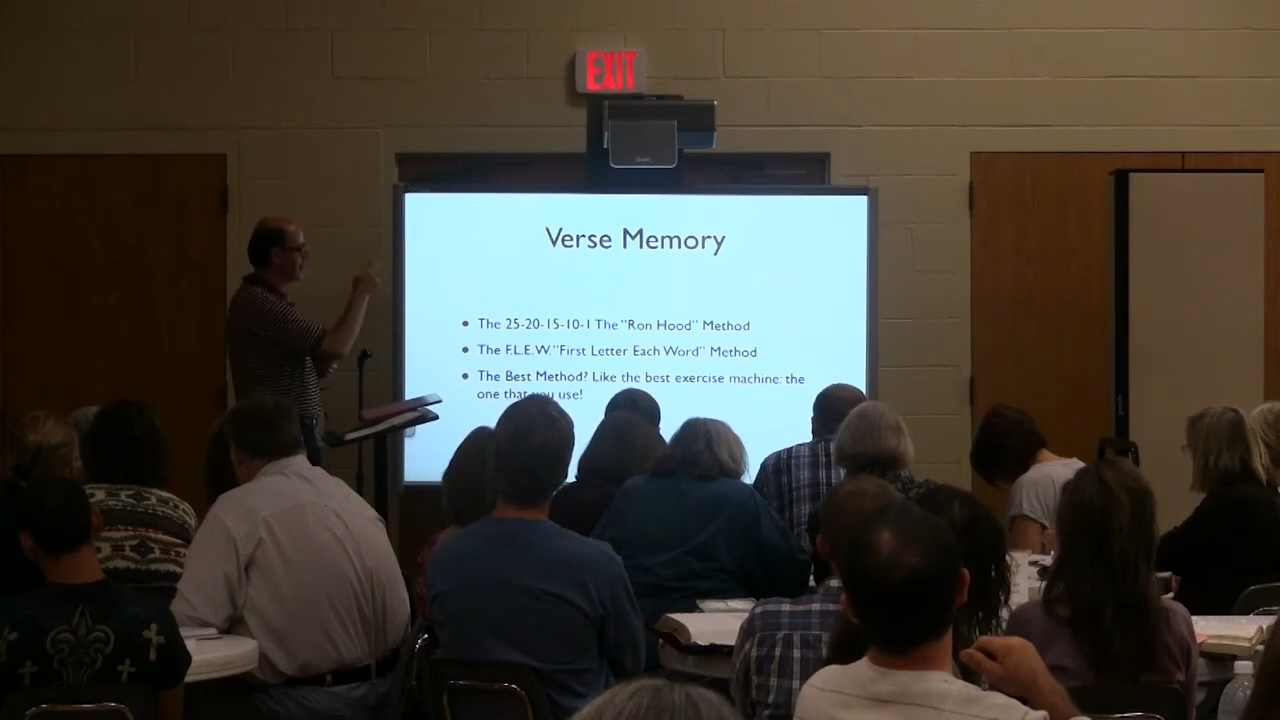 EXIT
Verse Memory
• The 25-20-15-10-1 The "Ron Hood" Method
• The F.L.E.W. "First Letter Each Word" Method
• The Best Method? Like the best exercise machine: the
one that you use!